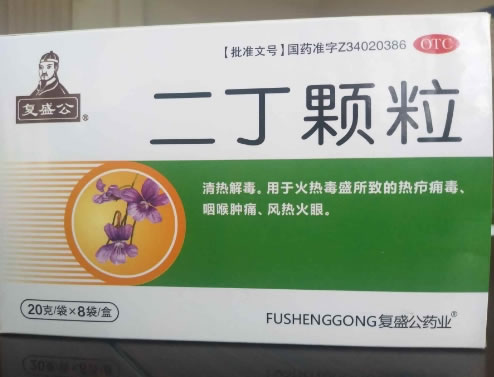 【批准文号】国药准字Z34020386 OTC
复盛公®
二丁颗粒
清热解毒。用于火热毒盛所致的热疖痈毒、
咽喉肿痛、风热火眼。
20克/袋×8袋/盒
FUSHENGGONG复盛公药业®